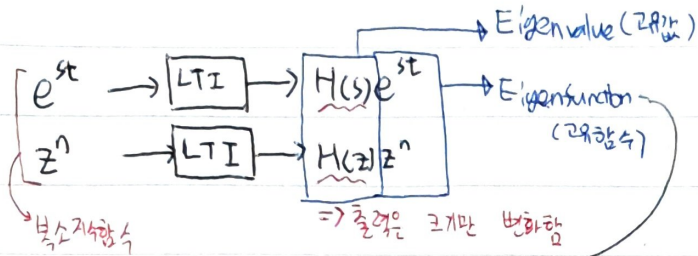 Eigenvalue (고유값)
e^st → LTI → H(s)e^st
Eigenfunction
(고유함수)
z^n → LTI → H(z)z^n
복소지수함수
=> 출력은 크기만 변화함